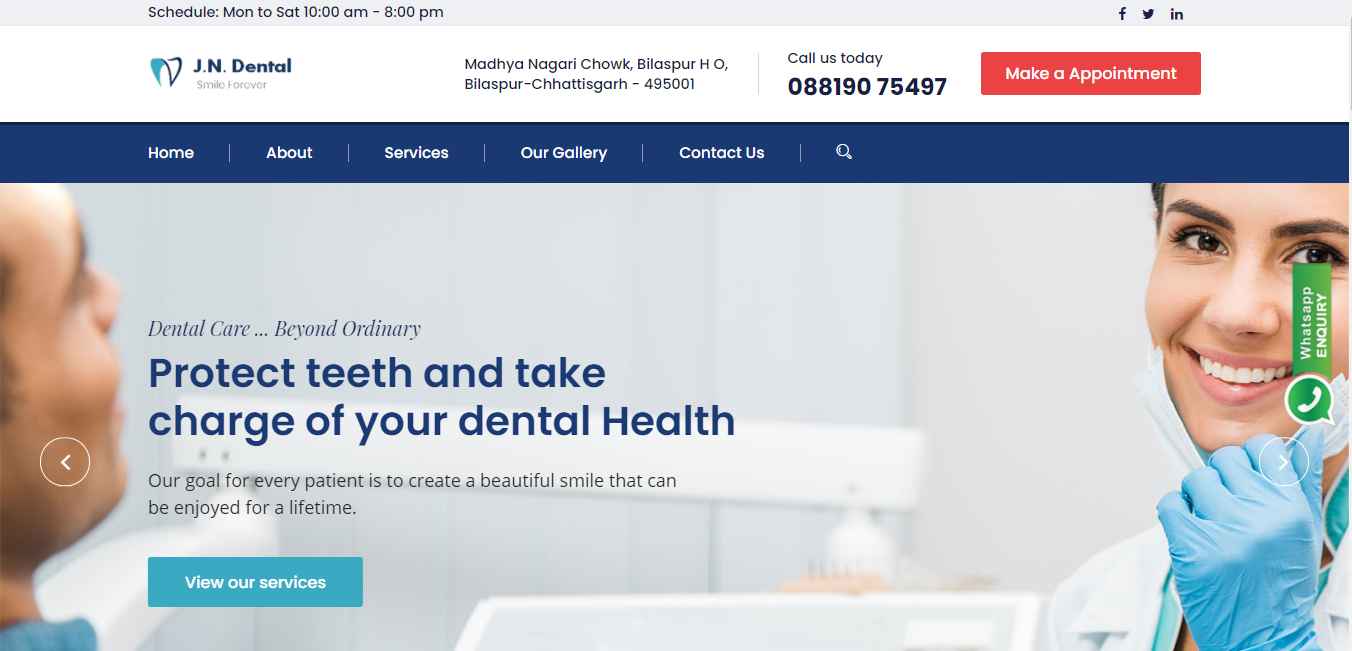 Schedule: Mon to Sat 10:00 am - 8:00 pm
J.N. Dental
Smile Forever
Madhya Nagari Chowk, Bilaspur H O,
Bilaspur-Chhattisgarh - 495001
Call us today
088190 75497
Make a Appointment
Home
About
Services
Our Gallery
Contact Us
Dental Care ... Beyond Ordinary
Protect teeth and take
charge of your dental Health
Our goal for every patient is to create a beautiful smile that can
be enjoyed for a lifetime.
View our services
Whatsapp
ENQUIRY